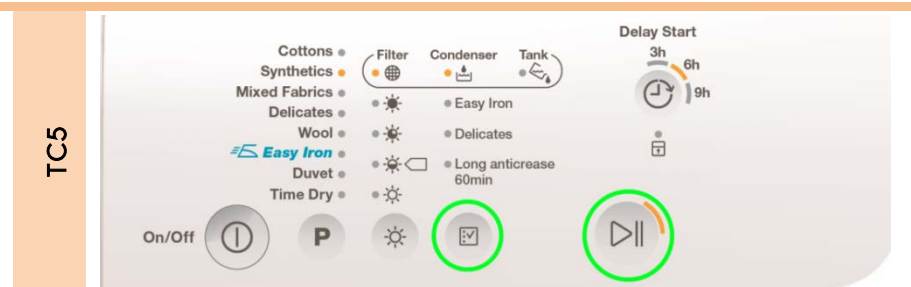 TC5
Cottons
Synthetics
Mixed Fabrics
Delicates
Wool
Easy Iron
Duvet
Time Dry
Filter Condenser Tank
Easy Iron
Delicates
Long anticrease
60min
Delay Start
3h
6h
9h
On/Off
P